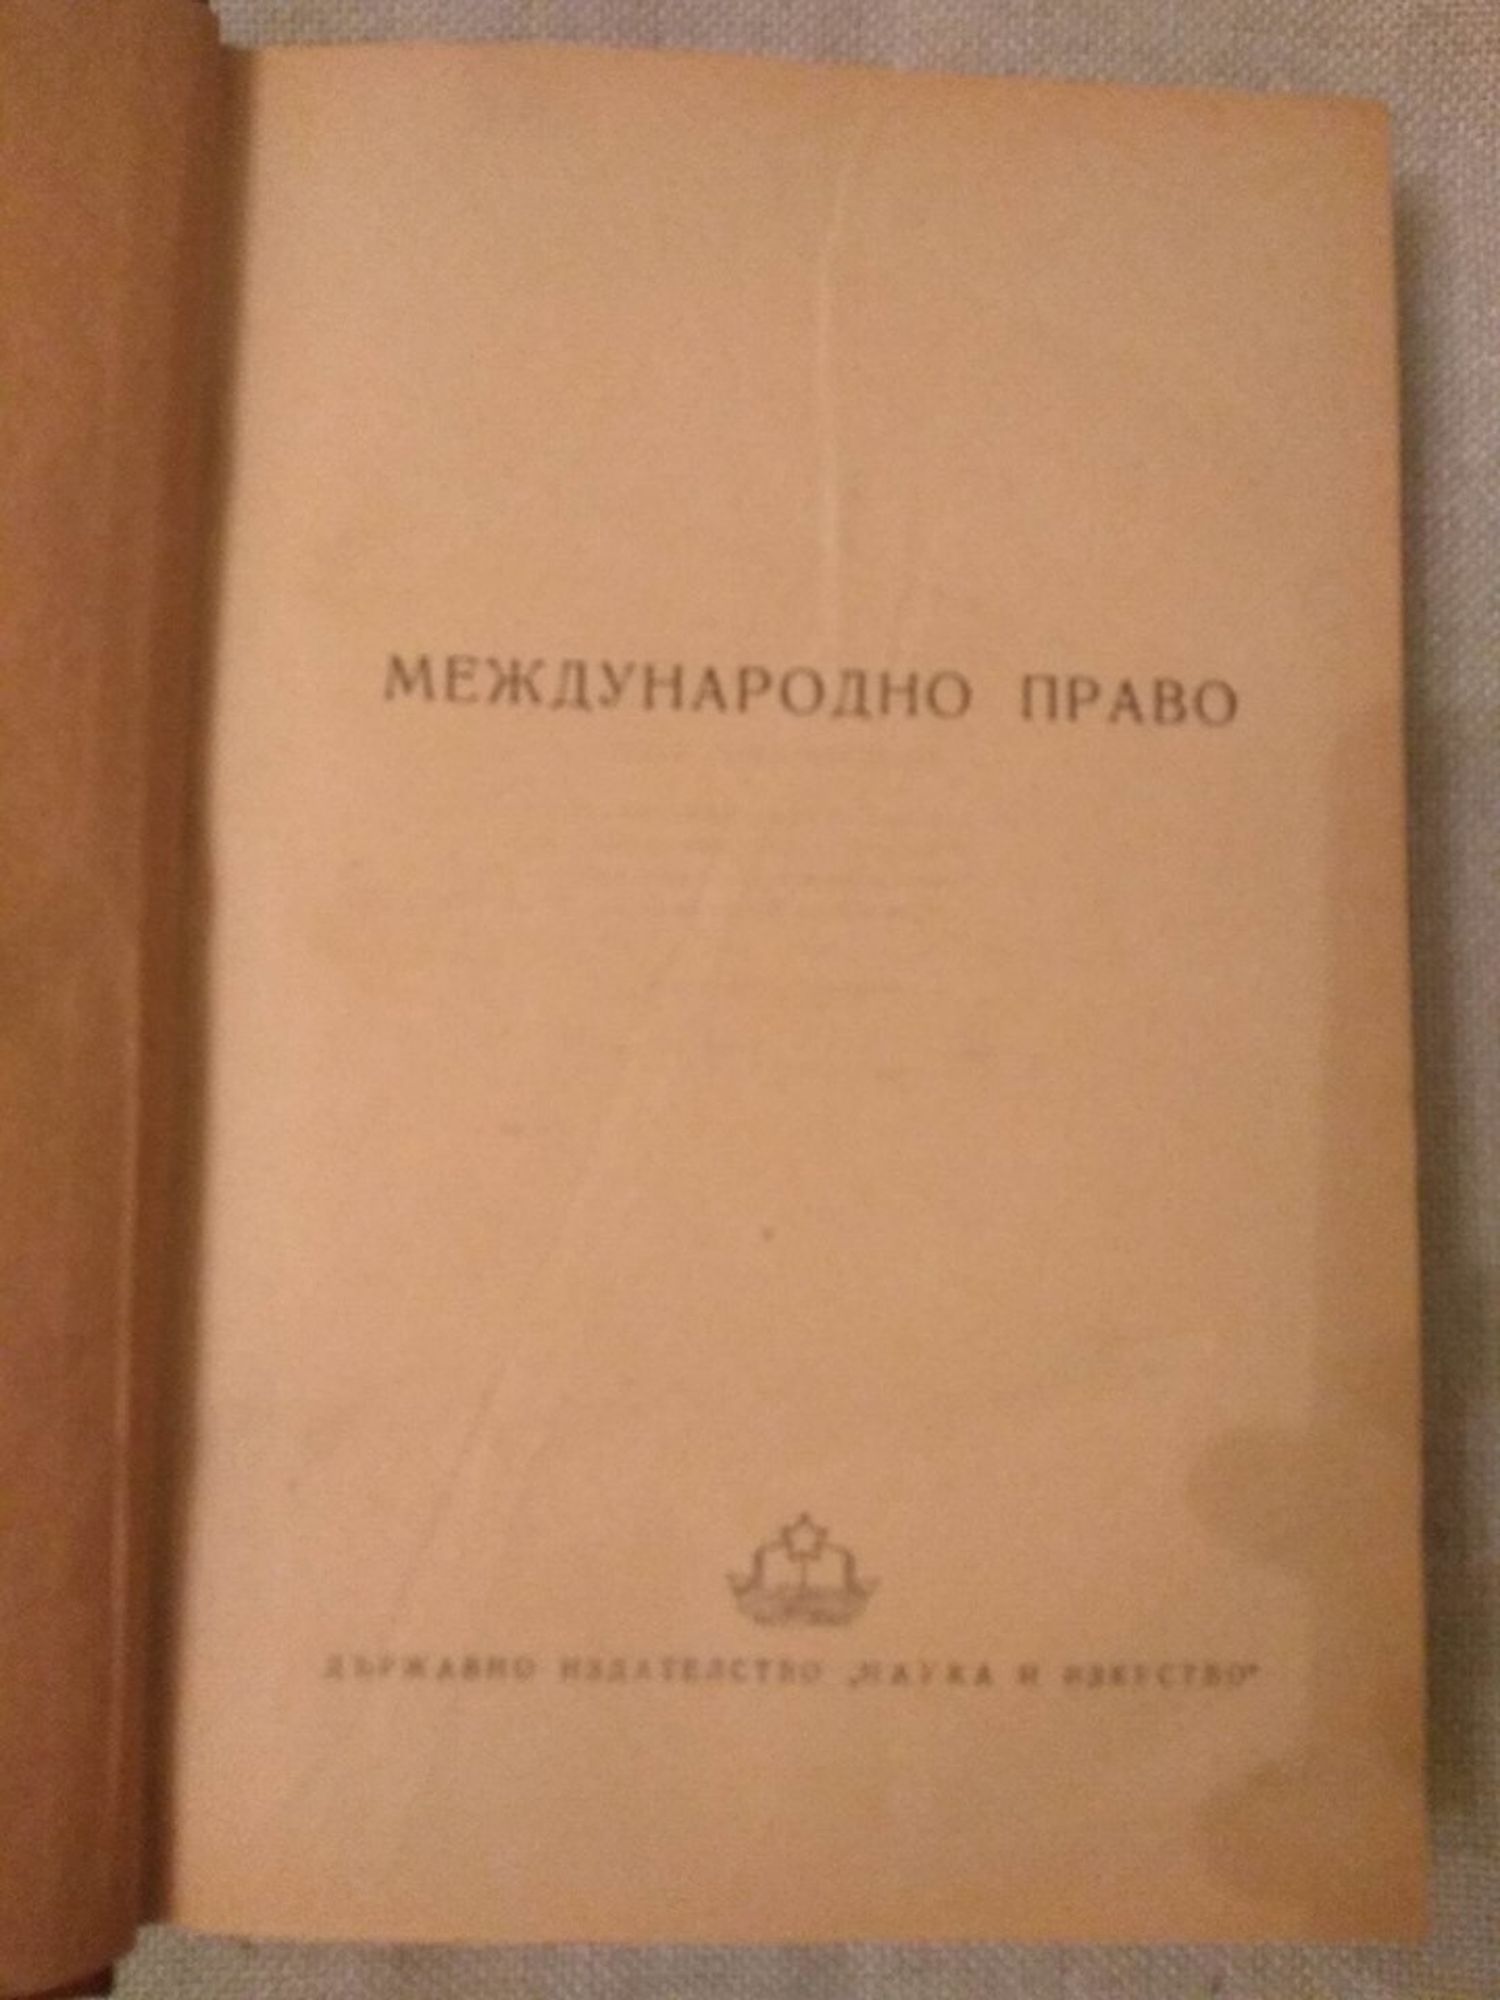 МЕЖДУНАРОДНО ПРАВО
ДЪРЖАВНО ИЗДАТЕЛСТВО „НАУКА И ИЗКУСТВО"